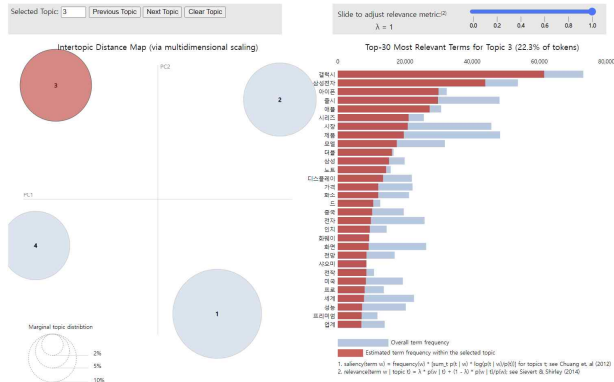 Selected Topic: 3 Previous Topic Next Topic Clear Topic
Slide to adjust relevance metric:(2)
λ = 1
0.0 0.2 0.4 0.6 0.8 1.0
Intertopic Distance Map (via multidimensional scaling)
PC2
PC1
3
2
4
1
Marginal topic distribtion
2%
5%
10%
Top-30 Most Relevant Terms for Topic 3 (22.3% of tokens)
0 20,000 40,000 60,000 80,000
갤럭시
삼성전자
아이폰
출시
애플
시리즈
시장
제품
모델
더블
삼성
노트
디스플레이
가격
화소
드
중국
전자
인치
화웨이
화면
전망
샤오미
전작
미국
프로
세계
성능
프리미엄
업계
Overall term frequency
Estimated term frequency within the selected topic
1. saliency(term w) = frequency(w) * [sum_t p(t | w) * log(p(t | w)/p(t))] for topics t; see Chuang et. al (2012)
2. relevance(term w | topic t) = λ * p(w | t) + (1 - λ) * p(w | t)/p(w); see Sievert & Shirley (2014)